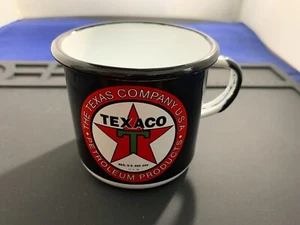 THE TEXAS COMPANY U.S.A.
TEXACO
T
PETROLEUM PRODUCTS